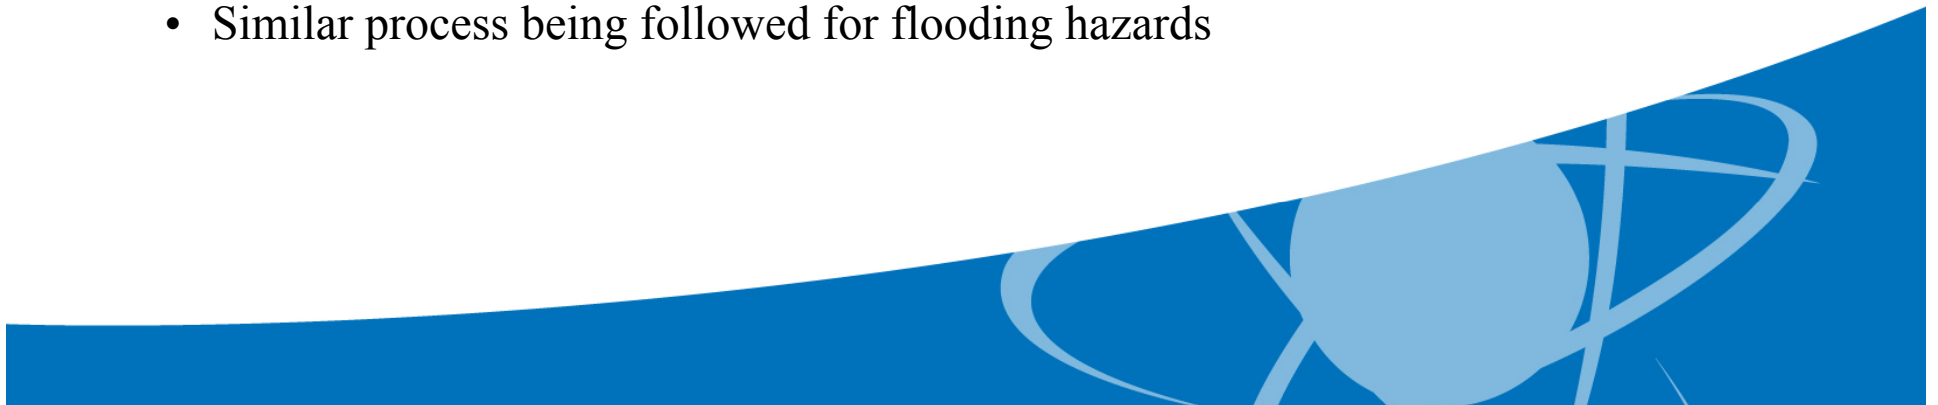 • Similar process being followed for flooding hazards